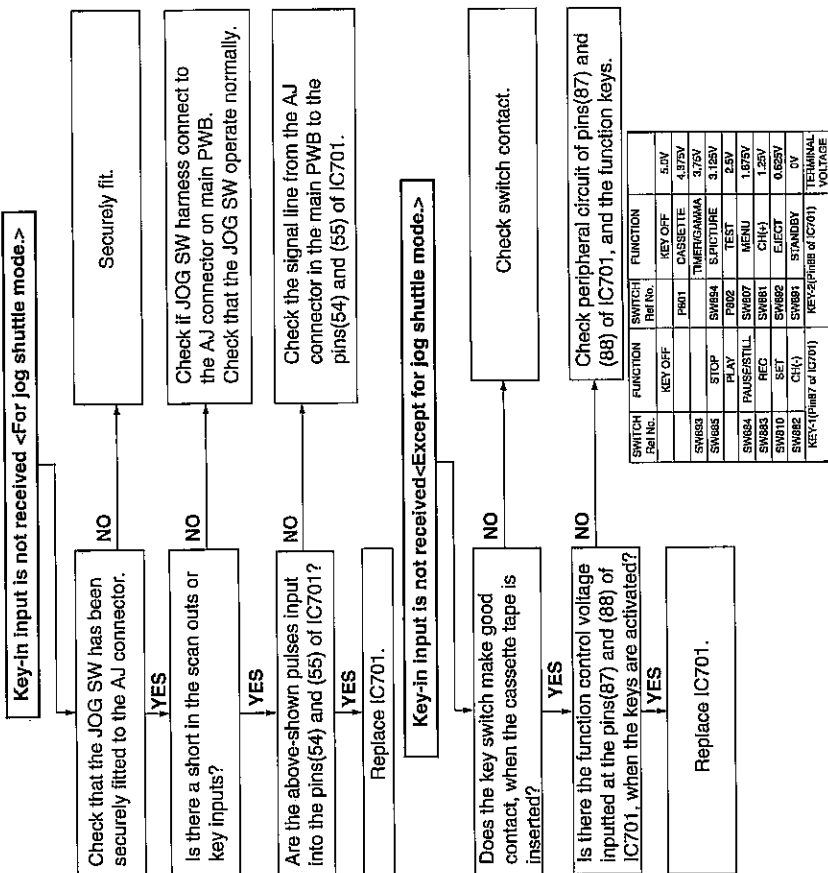 Key-in input is not received <For jog shuttle mode.>
Check that the JOG SW has been
securely fitted to the AJ connector.
NO
Securely fit.
YES
Is there a short in the scan outs or
key inputs?
NO
Check if JOG SW harness connect to
the AJ connector on main PWB.
Check that the JOG SW operate normally.
YES
Are the above-shown pulses input
into the pins(54) and (55) of IC701?
NO
Check the signal line from the AJ
connector in the main PWB to the
pins(54) and (55) of IC701.
YES
Replace IC701.
Key-in input is not received<Except for jog shuttle mode.>
Does the key switch make good
contact, when the cassette tape is
inserted?
NO
Check switch contact.
YES
Is there the function control voltage
inputted at the pins(87) and (88) of
IC701, when the keys are activated?
NO
Check peripheral circuit of pins(87) and
(88) of IC701, and the function keys.
YES
Replace IC701.
SWITCH Ref No. FUNCTION SWITCH Ref No. FUNCTION
KEY OFF KEY OFF 5.0V
P801 CASSETTE 4.375V
SW893 TIMER/GAMMA 3.75V
SW885 STOP SW894 S.PICTURE 3.125V
PLAY P802 TEST 2.5V
SW884 PAUSE/STILL SW807 MENU 1.875V
SW883 REC SW881 CH(+) 1.25V
SW810 SET SW892 EJECT 0.625V
SW882 CH(-) SW891 STANDBY 0V
KEY-1(Pin87 of IC701) KEY-2(Pin88 of IC701) TERMINAL VOLTAGE